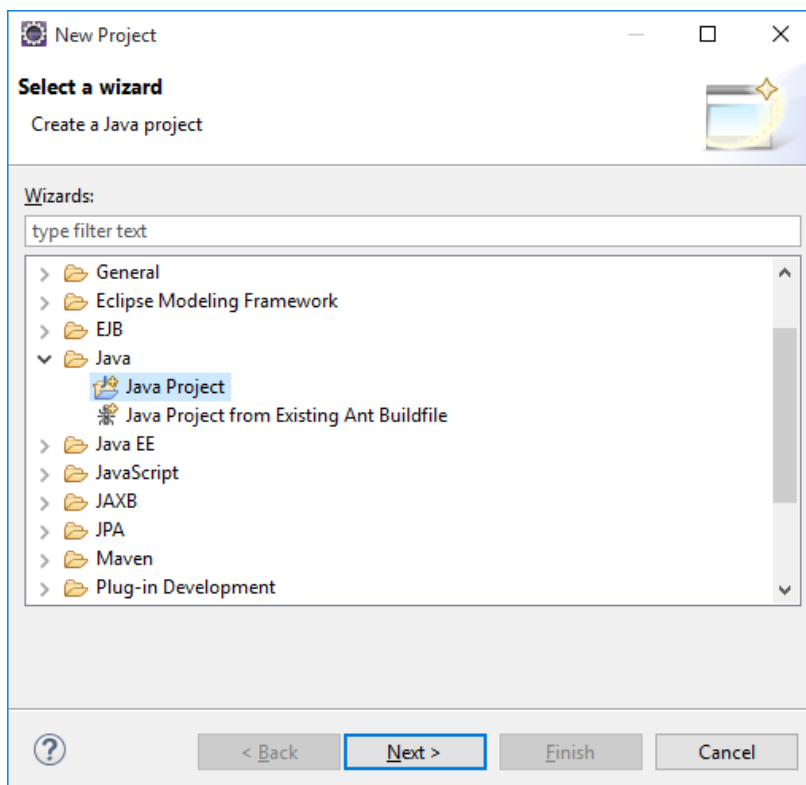 New Project
Select a wizard
Create a Java project
Wizards:
type filter text
General
Eclipse Modeling Framework
EJB
Java
Java Project
Java Project from Existing Ant Buildfile
Java EE
JavaScript
JAXB
JPA
Maven
Plug-in Development
? < Back Next > Finish Cancel